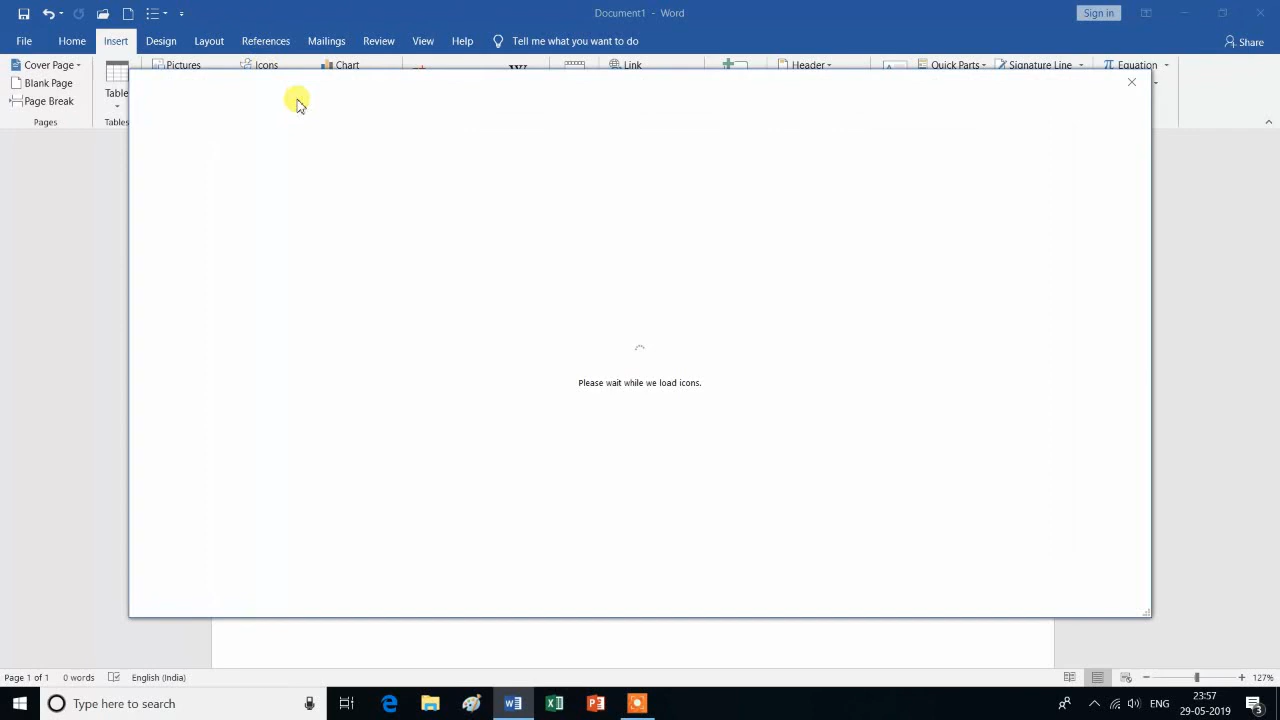 Document1 - Word
Sign in
File Home Insert Design Layout References Mailings Review View Help Tell me what you want to do Share
Cover Page Pictures Icons Chart Link Header Quick Parts Signature Line Equation
Blank Page
Page Break
Table
Pages Tables
Please wait while we load icons.
Page 1 of 1 0 words English (India) 127%
Type here to search
ENG
23:57
29-05-2019
3